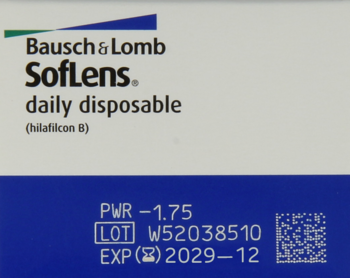 Bausch & Lomb
SofLens®
daily disposable
(hilafilcon B)
PWR -1.75
LOT W52038510
EXP (⌛) 2029-12